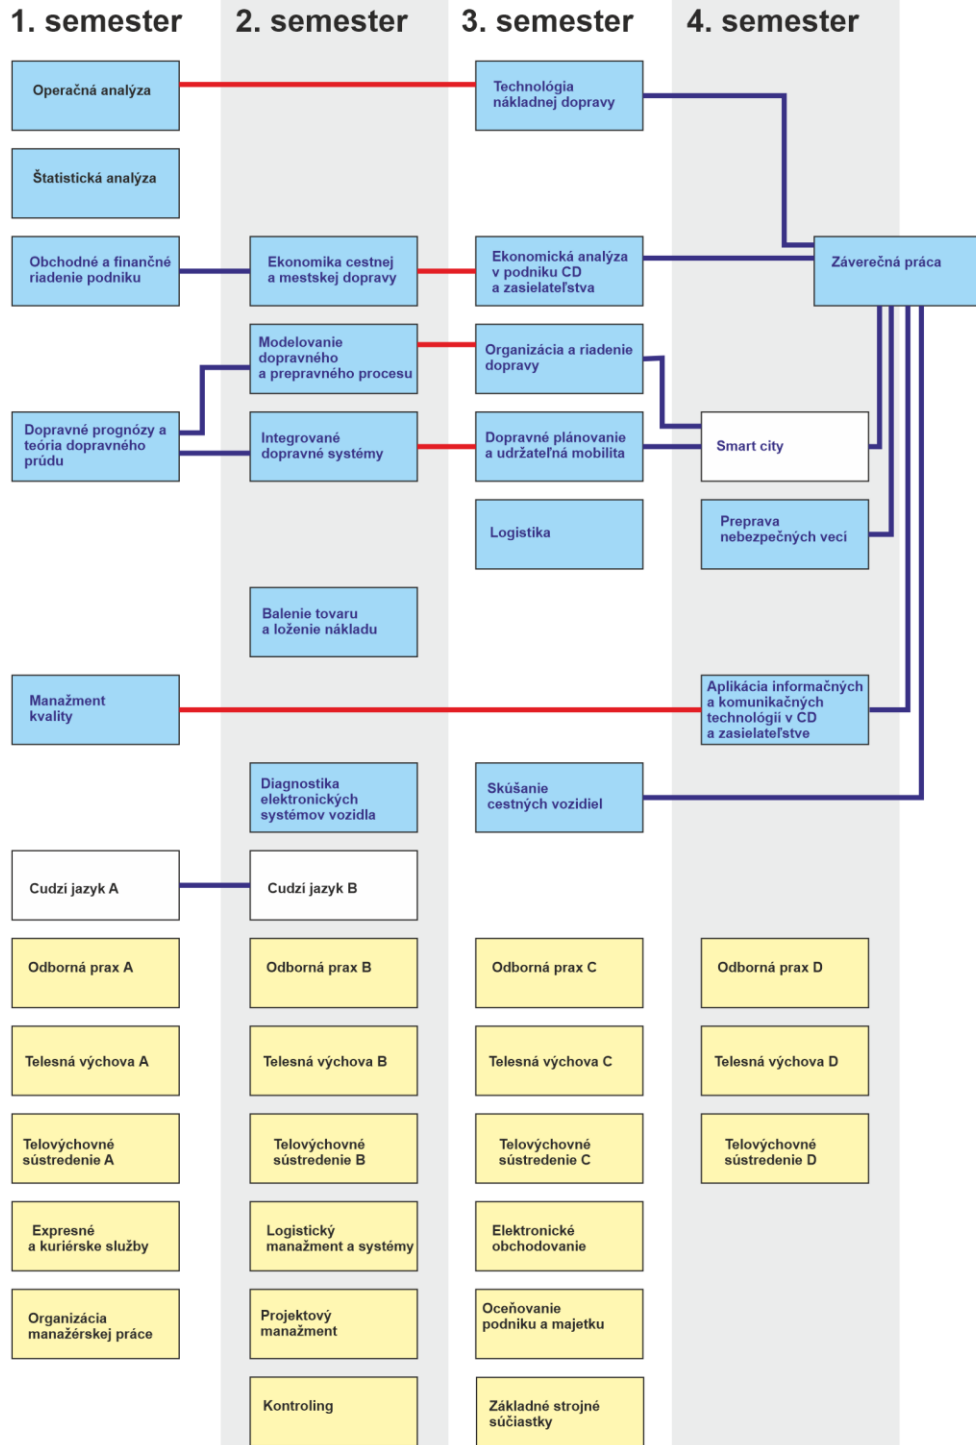 1. semester
2. semester
3. semester
4. semester
Operačná analýza
Technológia
nákladnej dopravy
Štatistická analýza
Obchodné a finančné
riadenie podniku
Ekonomika cestnej
a mestskej dopravy
Ekonomická analýza
v podniku CD
a zasielateľstva
Záverečná práca
Modelovanie
dopravného
a prepravného procesu
Organizácia a riadenie
dopravy
Dopravné prognózy a
teória dopravného
prúdu
Integrované
dopravné systémy
Dopravné plánovanie
a udržateľná mobilita
Smart city
Logistika
Preprava
nebezpečných vecí
Balenie tovaru
a loženie nákladu
Manažment
kvality
Aplikácia informačných
a komunikačných
technológií v CD
a zasielateľstve
Diagnostika
elektronických
systémov vozidla
Skúšanie
cestných vozidiel
Cudzí jazyk A
Cudzí jazyk B
Odborná prax A
Odborná prax B
Odborná prax C
Odborná prax D
Telesná výchova A
Telesná výchova B
Telesná výchova C
Telesná výchova D
Telovýchovné
sústredenie A
Telovýchovné
sústredenie B
Telovýchovné
sústredenie C
Telovýchovné
sústredenie D
Expresné
a kuriérske služby
Logistický
manažment a systémy
Elektronické
obchodovanie
Organizácia
manažérskej práce
Projektový
manažment
Oceňovanie
podniku a majetku
Kontroling
Základné strojné
súčiastky